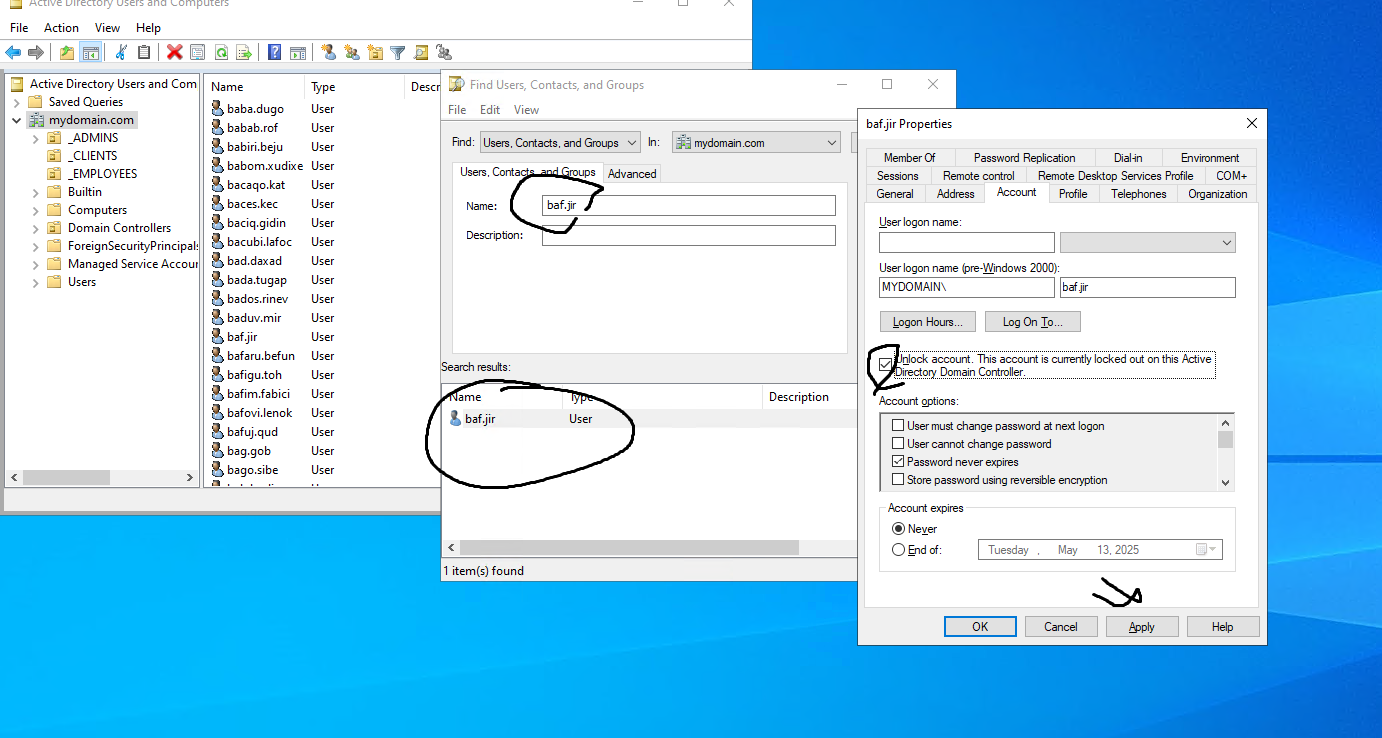 Active Directory Users and Computers
File Action View Help
Active Directory Users and Com
Saved Queries
mydomain.com
_ADMINS
_CLIENTS
_EMPLOYEES
Builtin
Computers
Domain Controllers
ForeignSecurityPrincipals
Managed Service Accour
Users
Name Type Descr
baba.dugo User
babab.rof User
babiri.beju User
babom.xudixe User
bacaqo.kat User
baces.kec User
baciq.gidin User
bacubi.lafoc User
bad.daxad User
bada.tugap User
bados.rinev User
baduv.mir User
baf.jir User
bafaru.befun User
bafigu.toh User
bafim.fabici User
bafovi.lenok User
bafuj.qud User
bag.gob User
bago.sibe User
Find Users, Contacts, and Groups
File Edit View
Find: Users, Contacts, and Groups In: mydomain.com
Users, Contacts, and Groups Advanced
Name: baf.jir
Description:
Search results:
Name Type Description
baf.jir User
1 item(s) found
baf.jir Properties
Member Of Password Replication Dial-in Environment
Sessions Remote control Remote Desktop Services Profile COM+
General Address Account Profile Telephones Organization
User logon name:
User logon name (pre-Windows 2000):
MYDOMAIN\ baf.jir
Logon Hours... Log On To...
Unlock account. This account is currently locked out on this Active
Directory Domain Controller.
Account options:
User must change password at next logon
User cannot change password
Password never expires
Store password using reversible encryption
Account expires
Never
End of: Tuesday , May 13, 2025
OK Cancel Apply Help